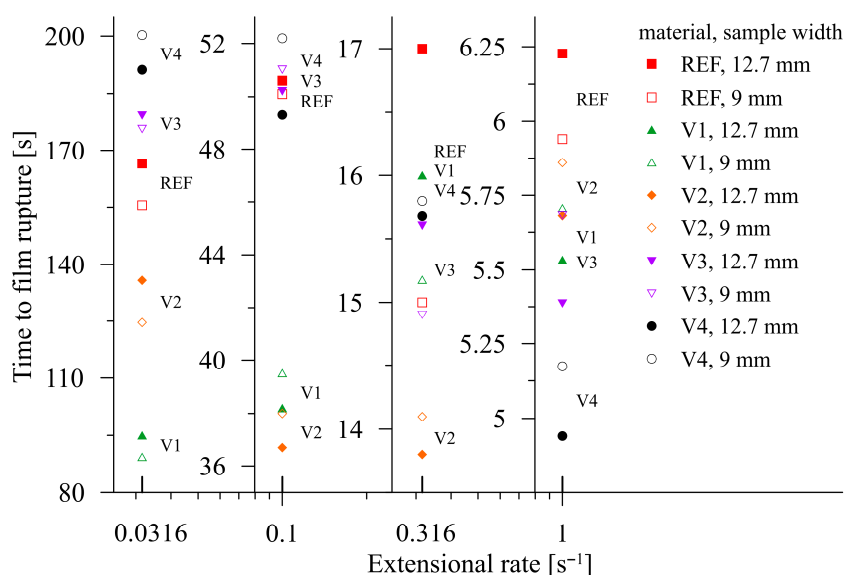 Time to film rupture [s]
200
170
140
110
80
V4
V3
REF
V2
V1
0.0316
52
48
44
40
36
V4
V3
REF
V1
V2
0.1
17
16
15
14
REF
V1
V4
V3
V2
0.316
6.25
6
5.75
5.5
5.25
5
REF
V2
V1
V3
V4
1
Extensional rate [s⁻¹]
material, sample width
REF, 12.7 mm
REF, 9 mm
V1, 12.7 mm
V1, 9 mm
V2, 12.7 mm
V2, 9 mm
V3, 12.7 mm
V3, 9 mm
V4, 12.7 mm
V4, 9 mm